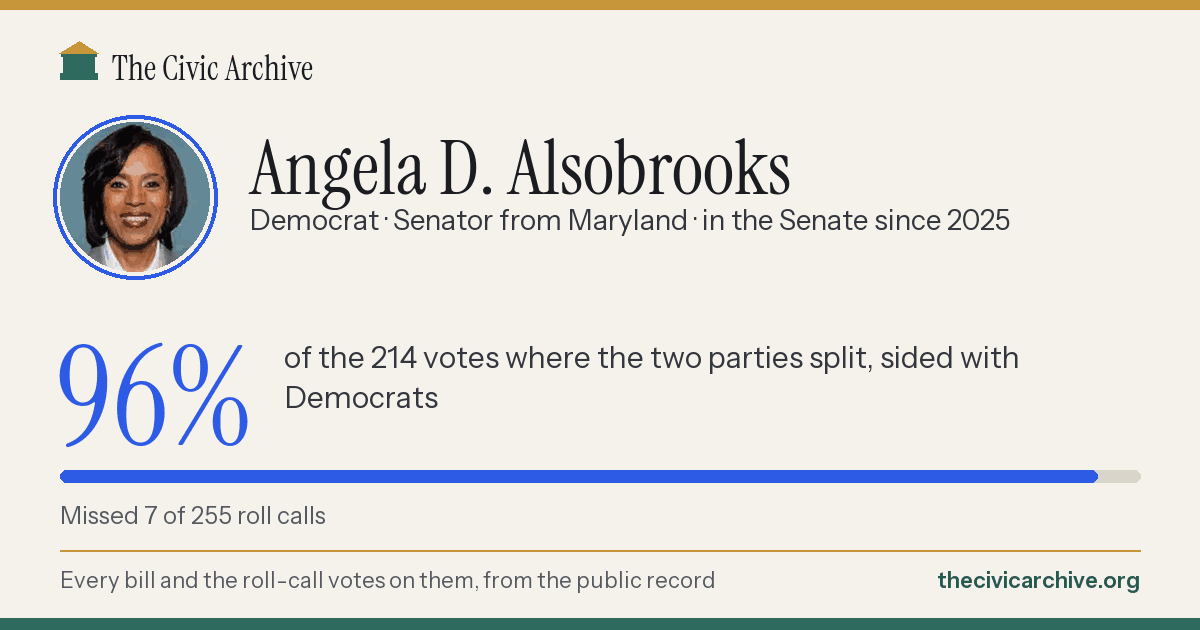 The Civic Archive
Angela D. Alsobrooks
Democrat · Senator from Maryland · in the Senate since 2025
96%
of the 214 votes where the two parties split, sided with
Democrats
Missed 7 of 255 roll calls
Every bill and the roll-call votes on them, from the public record
thecivicarchive.org